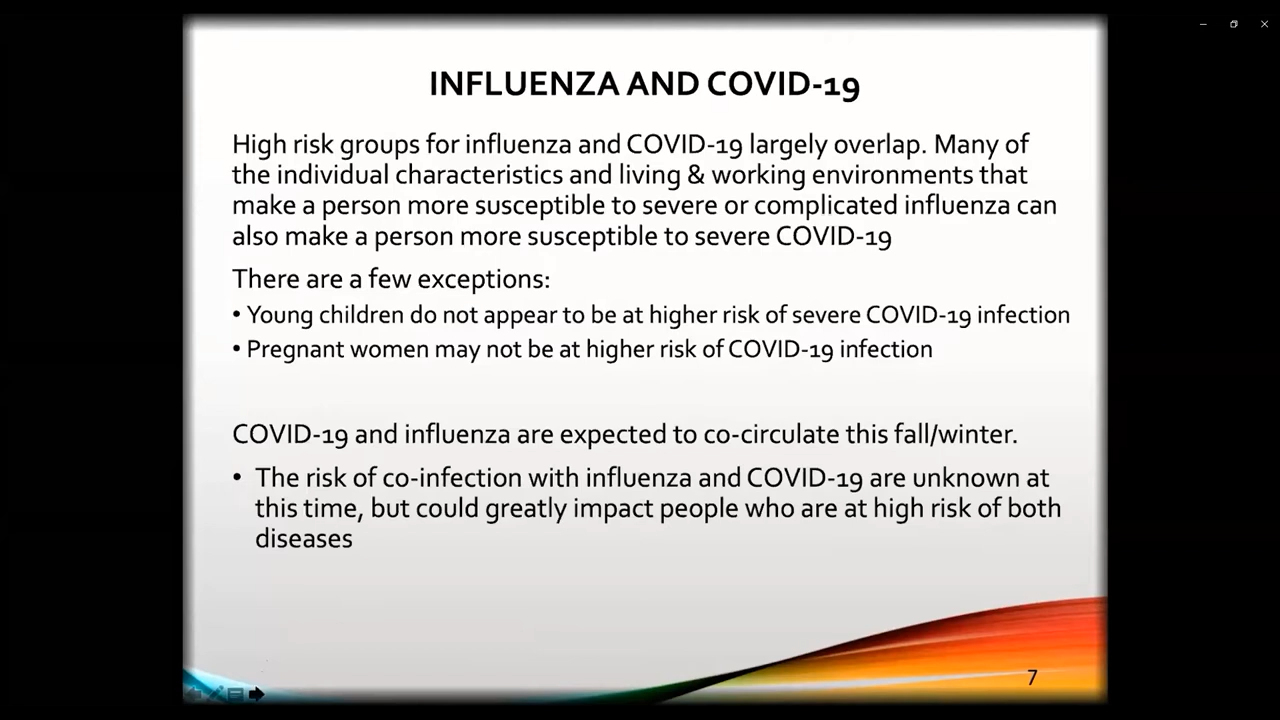 INFLUENZA AND COVID-19
High risk groups for influenza and COVID-19 largely overlap. Many of
the individual characteristics and living & working environments that
make a person more susceptible to severe or complicated influenza can
also make a person more susceptible to severe COVID-19
There are a few exceptions:
• Young children do not appear to be at higher risk of severe COVID-19 infection
• Pregnant women may not be at higher risk of COVID-19 infection
COVID-19 and influenza are expected to co-circulate this fall/winter.
• The risk of co-infection with influenza and COVID-19 are unknown at
this time, but could greatly impact people who are at high risk of both
diseases
7